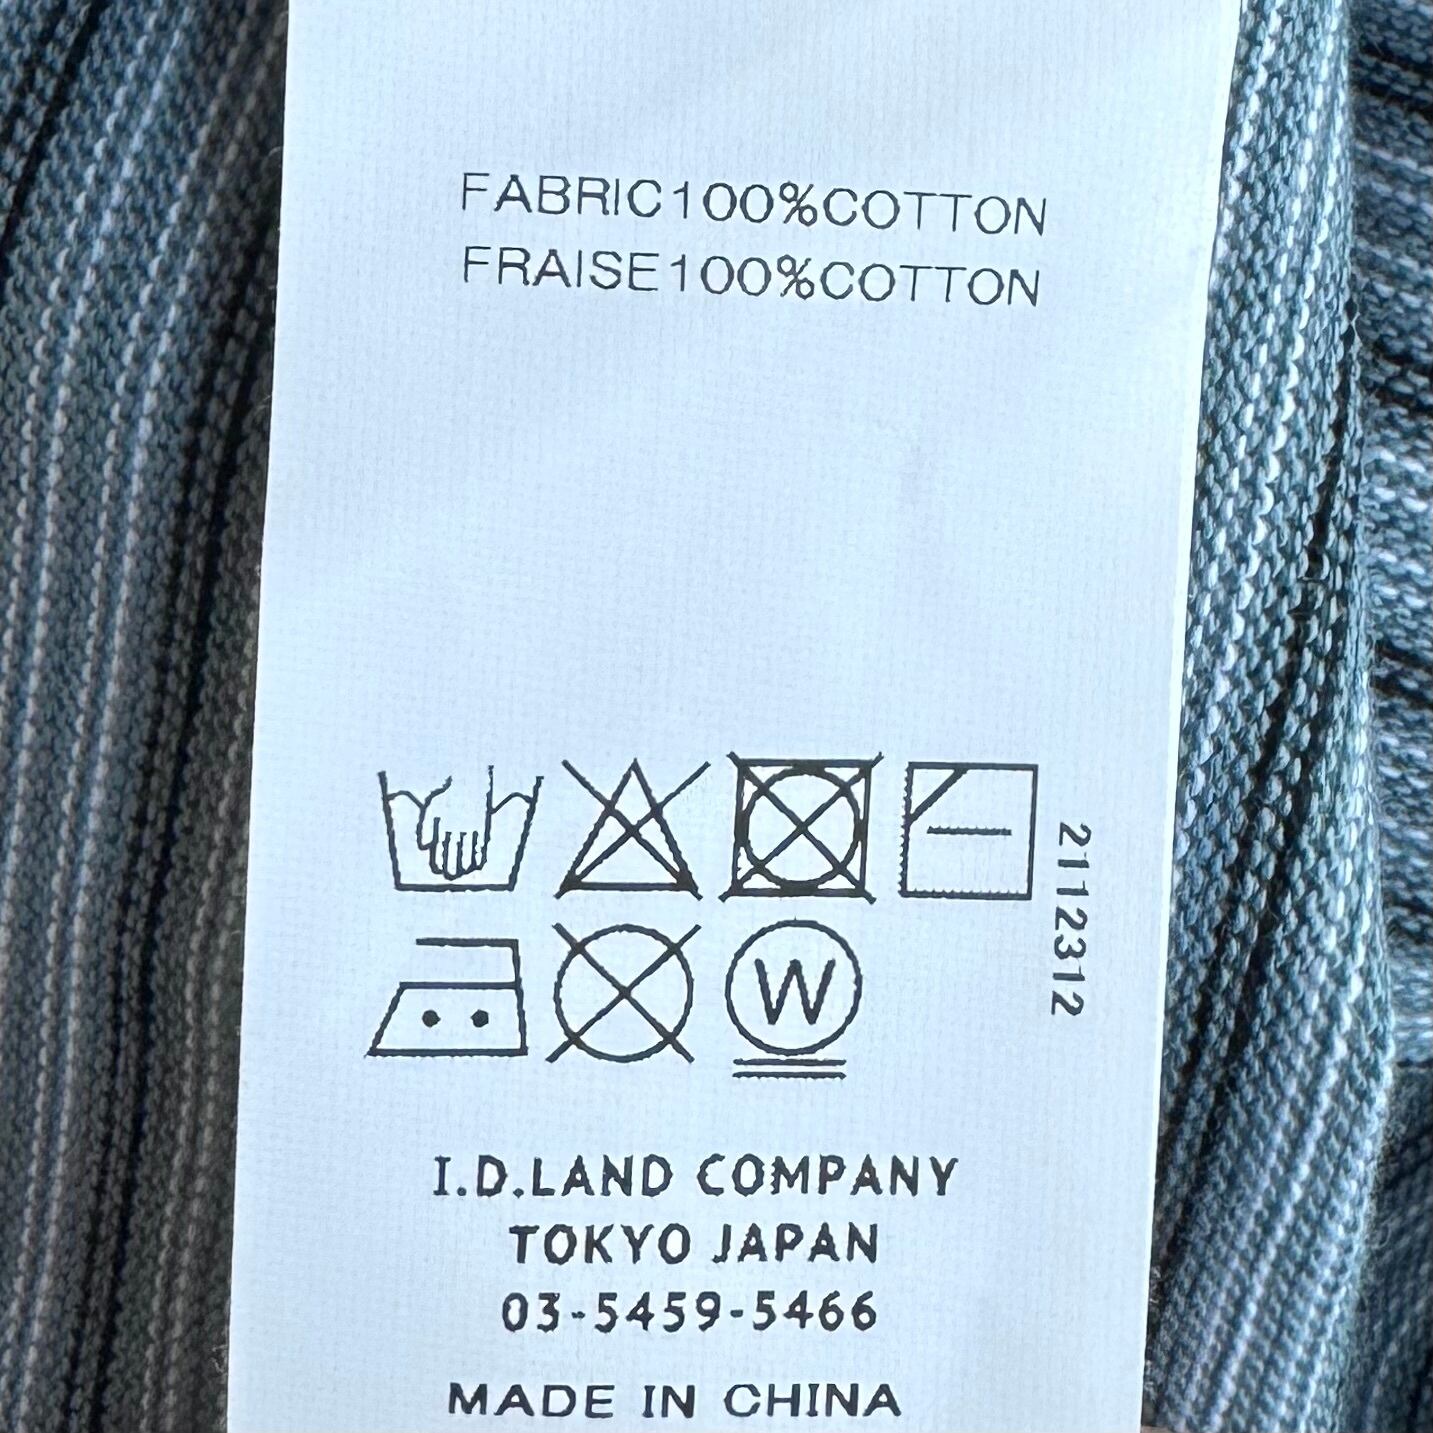 FABRIC100%COTTON
FRAISE100%COTTON
2112312
W
I.D.LAND COMPANY
TOKYO JAPAN
03-5459-5466
MADE IN CHINA